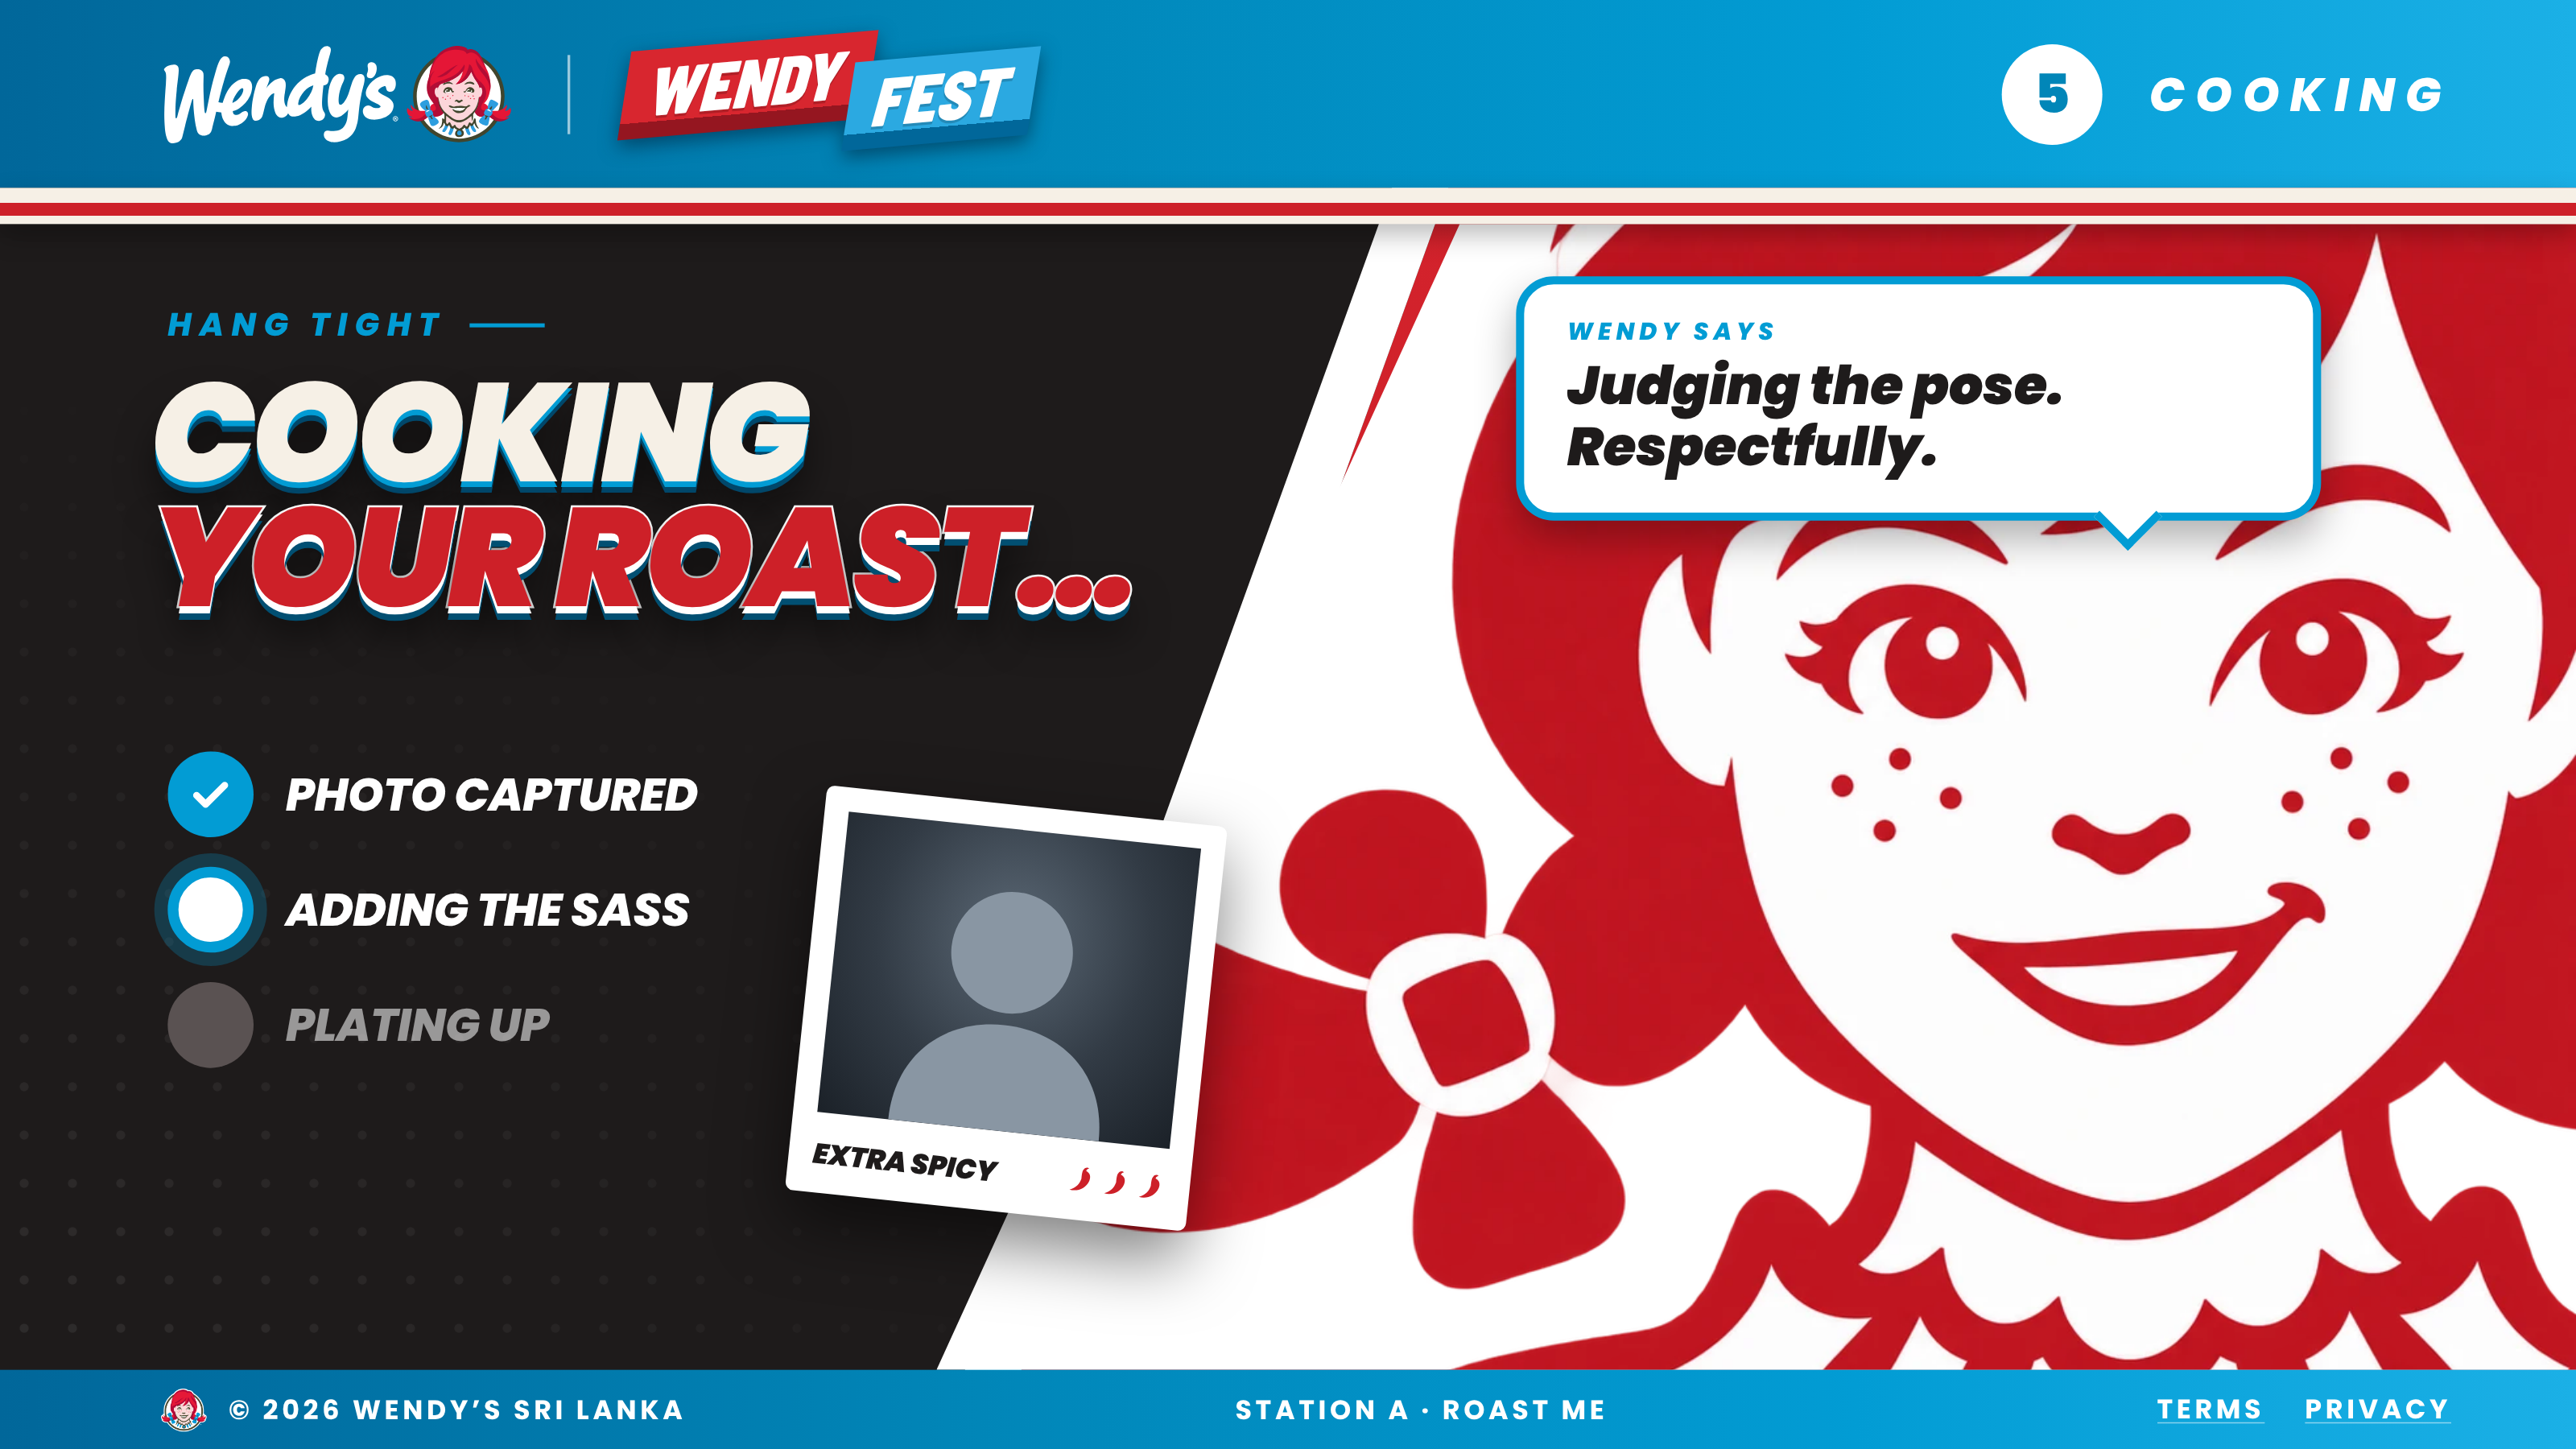 Wendy's
WENDY FEST
5 COOKING
HANG TIGHT
COOKING
YOUR ROAST...
WENDY SAYS
Judging the pose.
Respectfully.
PHOTO CAPTURED
ADDING THE SASS
PLATING UP
EXTRA SPICY
© 2026 WENDY’S SRI LANKA
STATION A · ROAST ME
TERMS PRIVACY